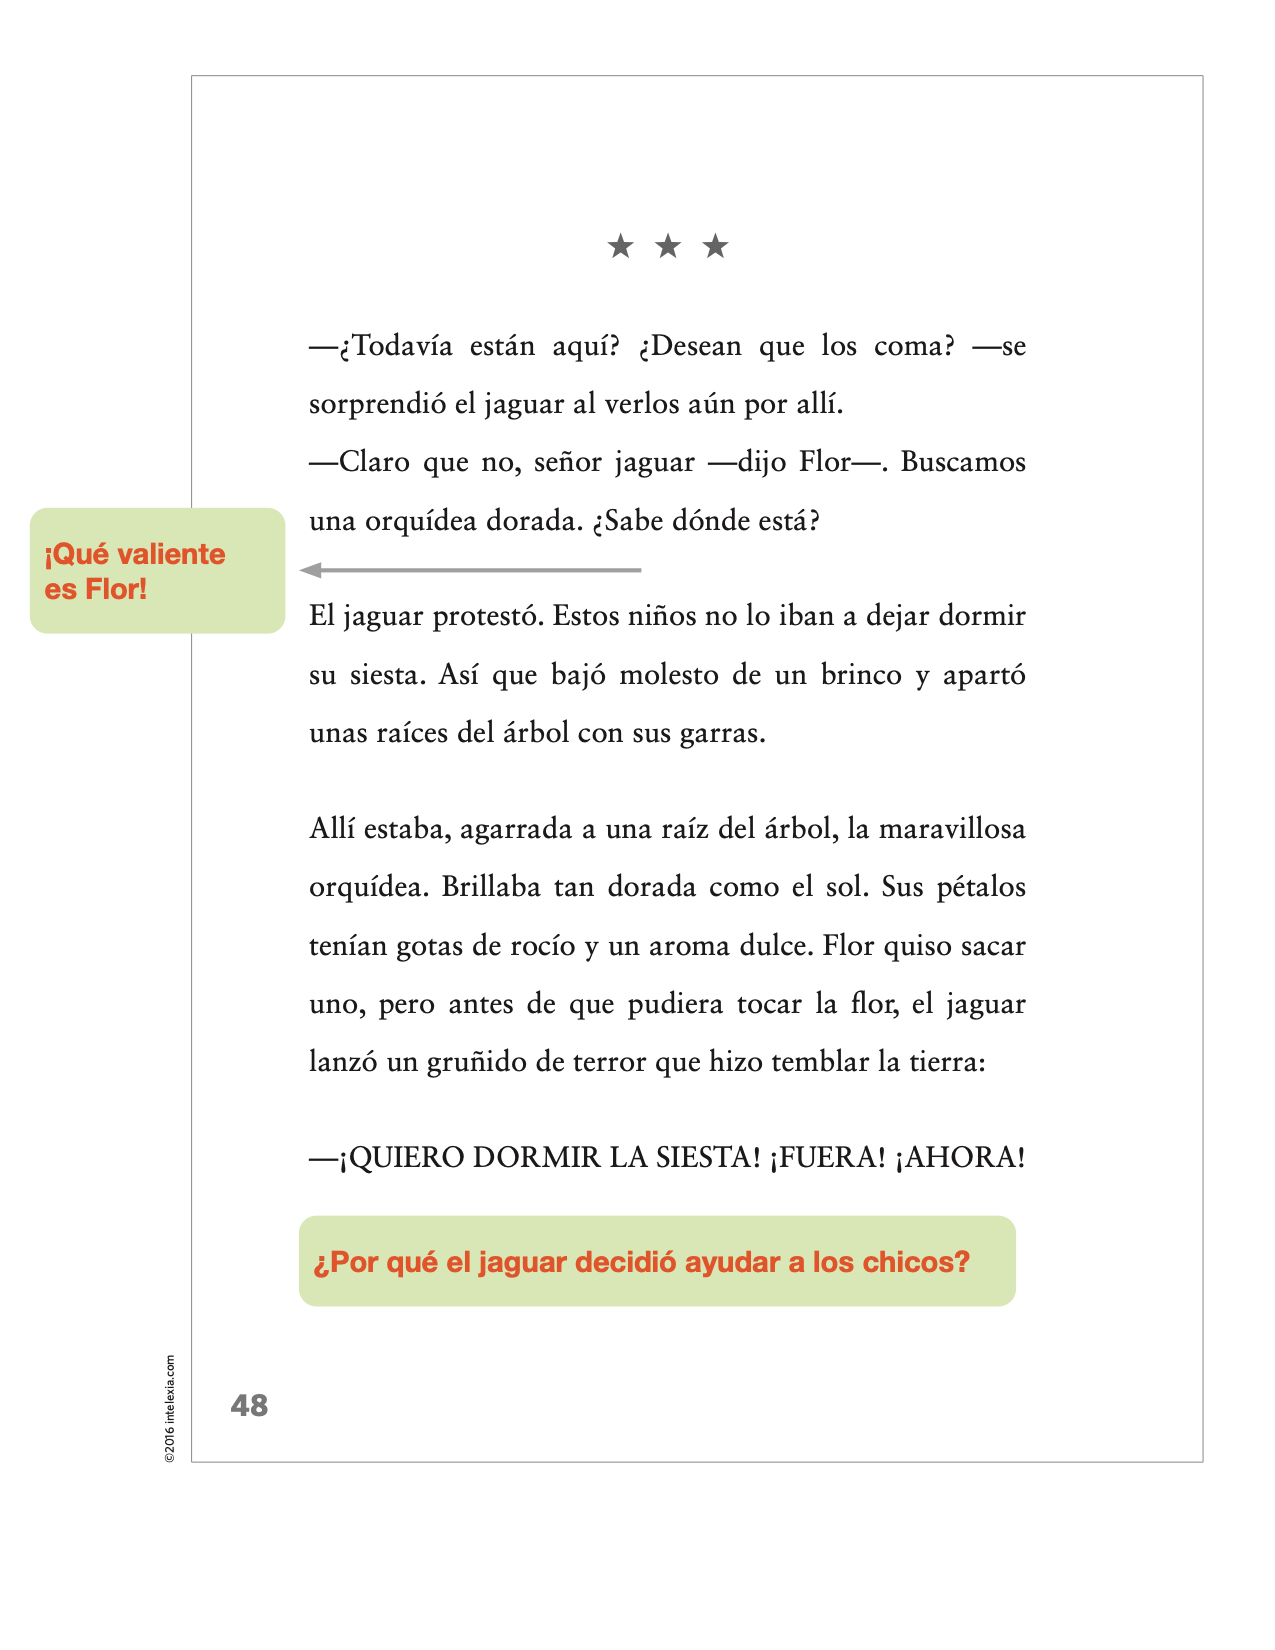 ★ ★ ★
—¿Todavía están aquí? ¿Desean que los coma? —se
sorprendió el jaguar al verlos aún por allí.
—Claro que no, señor jaguar —dijo Flor—. Buscamos
una orquídea dorada. ¿Sabe dónde está?
¡Qué valiente
es Flor!
El jaguar protestó. Estos niños no lo iban a dejar dormir
su siesta. Así que bajó molesto de un brinco y apartó
unas raíces del árbol con sus garras.
Allí estaba, agarrada a una raíz del árbol, la maravillosa
orquídea. Brillaba tan dorada como el sol. Sus pétalos
tenían gotas de rocío y un aroma dulce. Flor quiso sacar
uno, pero antes de que pudiera tocar la flor, el jaguar
lanzó un gruñido de terror que hizo temblar la tierra:
—¡QUIERO DORMIR LA SIESTA! ¡FUERA! ¡AHORA!
¿Por qué el jaguar decidió ayudar a los chicos?
48
©2016 intelexia.com